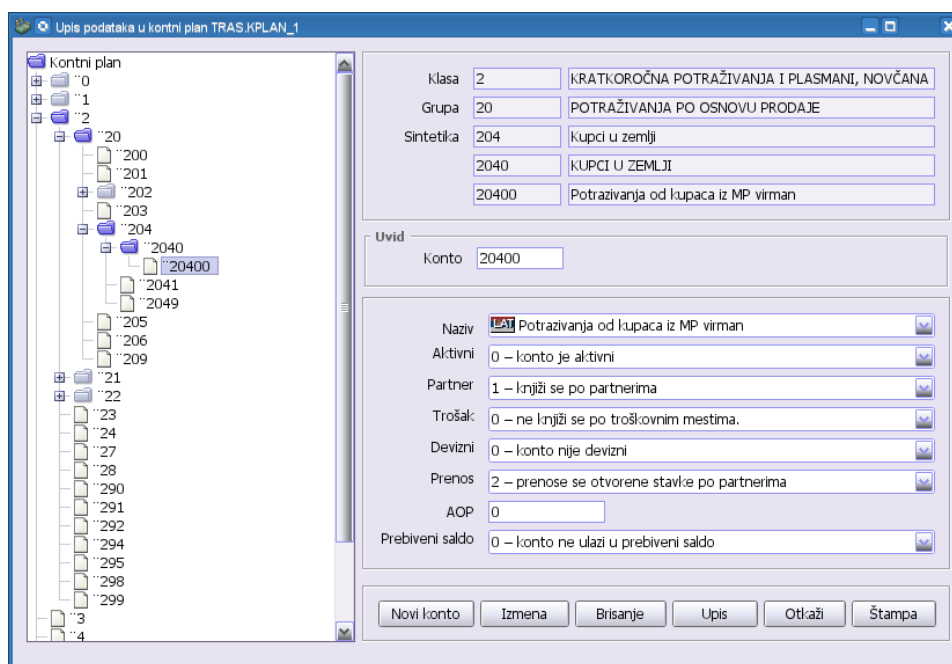 Upis podataka u kontni plan TRAS.KPLAN_1
Kontni plan
¨0
¨1
¨2
¨20
¨200
¨201
¨202
¨203
¨204
¨2040
¨20400
¨2041
¨2049
¨205
¨206
¨209
¨21
¨22
¨23
¨24
¨27
¨28
¨290
¨291
¨292
¨294
¨295
¨298
¨299
¨3
¨4
Klasa 2 KRATKOROČNA POTRAŽIVANJA I PLASMANI, NOVČANA
Grupa 20 POTRAŽIVANJA PO OSNOVU PRODAJE
Sintetika 204 Kupci u zemlji
2040 KUPCI U ZEMLJI
20400 Potrazivanja od kupaca iz MP virman
Uvid
Konto 20400
Naziv LAT Potrazivanja od kupaca iz MP virman
Aktivni 0 – konto je aktivni
Partner 1 – knjiži se po partnerima
Trošak 0 – ne knjiži se po troškovnim mestima.
Devizni 0 – konto nije devizni
Prenos 2 – prenose se otvorene stavke po partnerima
AOP 0
Prebiveni saldo 0 – konto ne ulazi u prebiveni saldo
Novi konto Izmena Brisanje Upis Otkaži Štampa